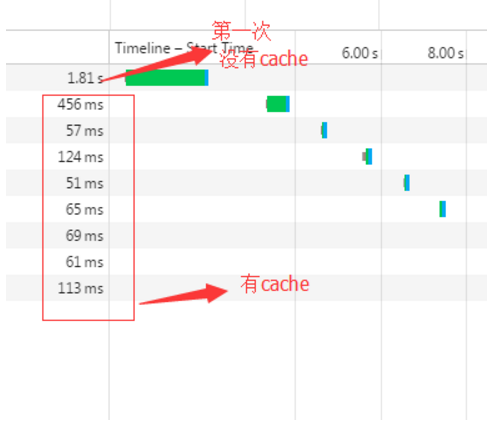 第一次
Timeline – Start Time
没有cache
6.00 s
8.00 s
1.81 s
456 ms
57 ms
124 ms
51 ms
65 ms
69 ms
61 ms
113 ms
有cache